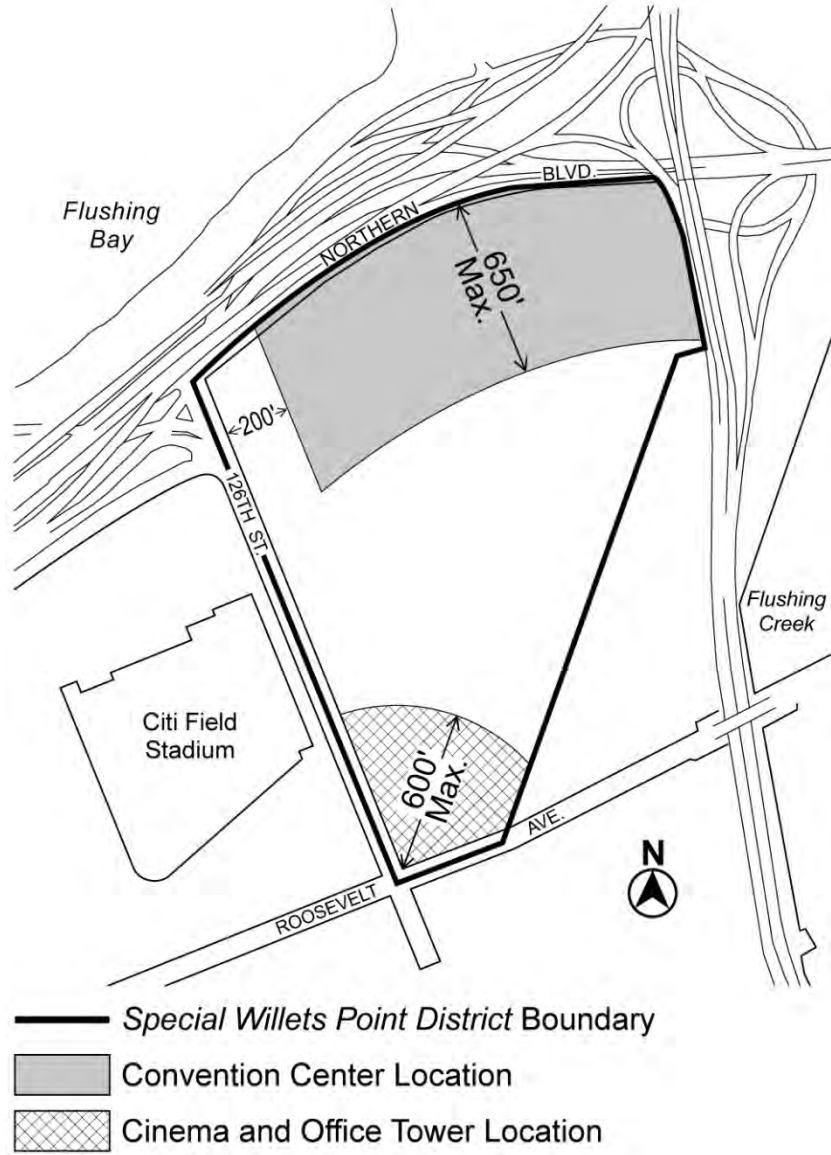 Flushing
Bay
NORTHERN
BLVD.
650'
Max.
200'
126TH ST.
Flushing
Creek
Citi Field
Stadium
600'
Max.
AVE.
ROOSEVELT
N
Special Willets Point District Boundary
Convention Center Location
Cinema and Office Tower Location